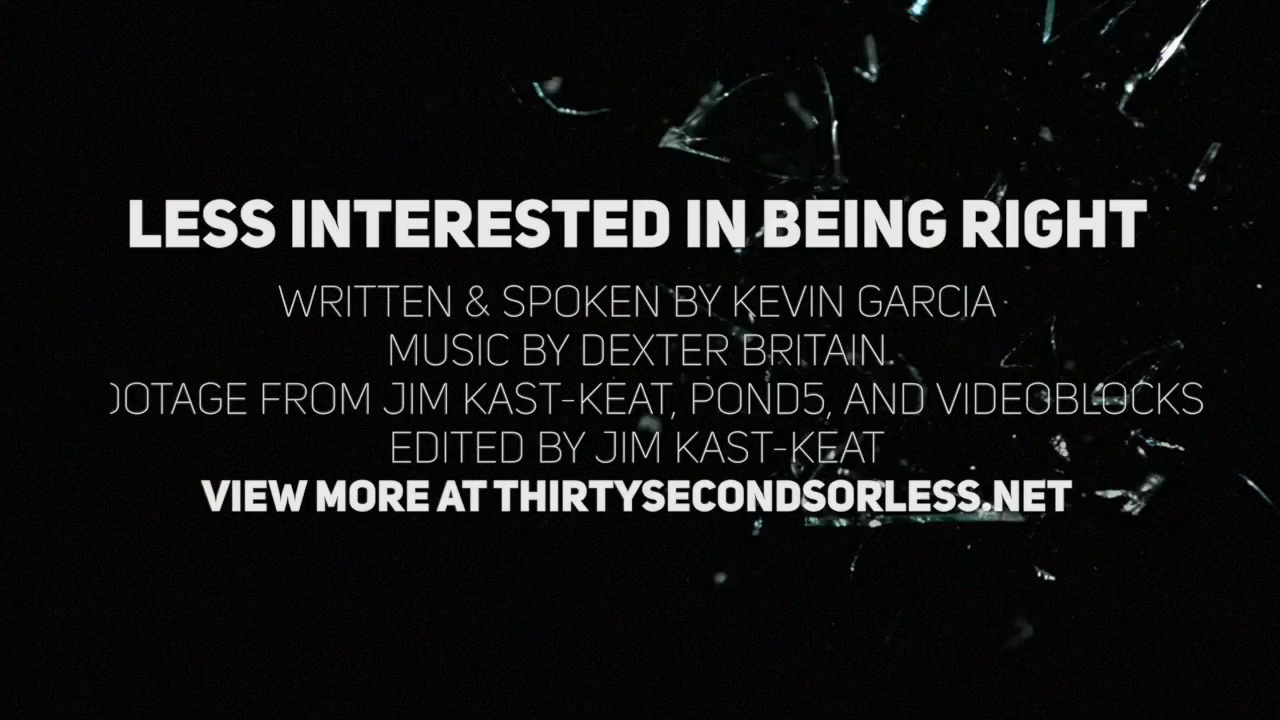 LESS INTERESTED IN BEING RIGHT
WRITTEN & SPOKEN BY KEVIN GARCIA
MUSIC BY DEXTER BRITAIN
OOTAGE FROM JIM KAST-KEAT, POND5, AND VIDEOBLOCKS
EDITED BY JIM KAST-KEAT
VIEW MORE AT THIRTYSECONDSORLESS.NET